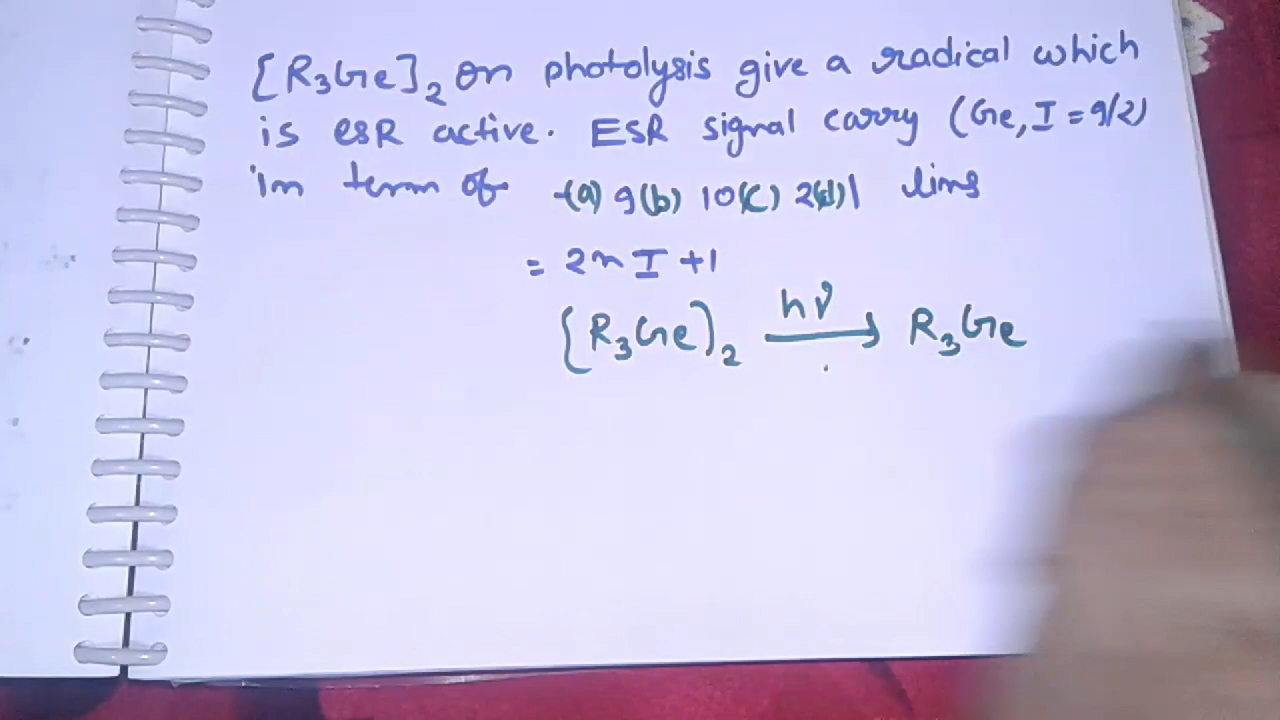 [R₃Ge]₂ on photolysis give a radical which
is esR active. ESR signal carry (Ge, I = 9/2)
in term of (a) 9 (b) 10 (c) 2 (d) 1 lins
= 2nI + 1
[R₃Ge]₂ hν → R₃Ge